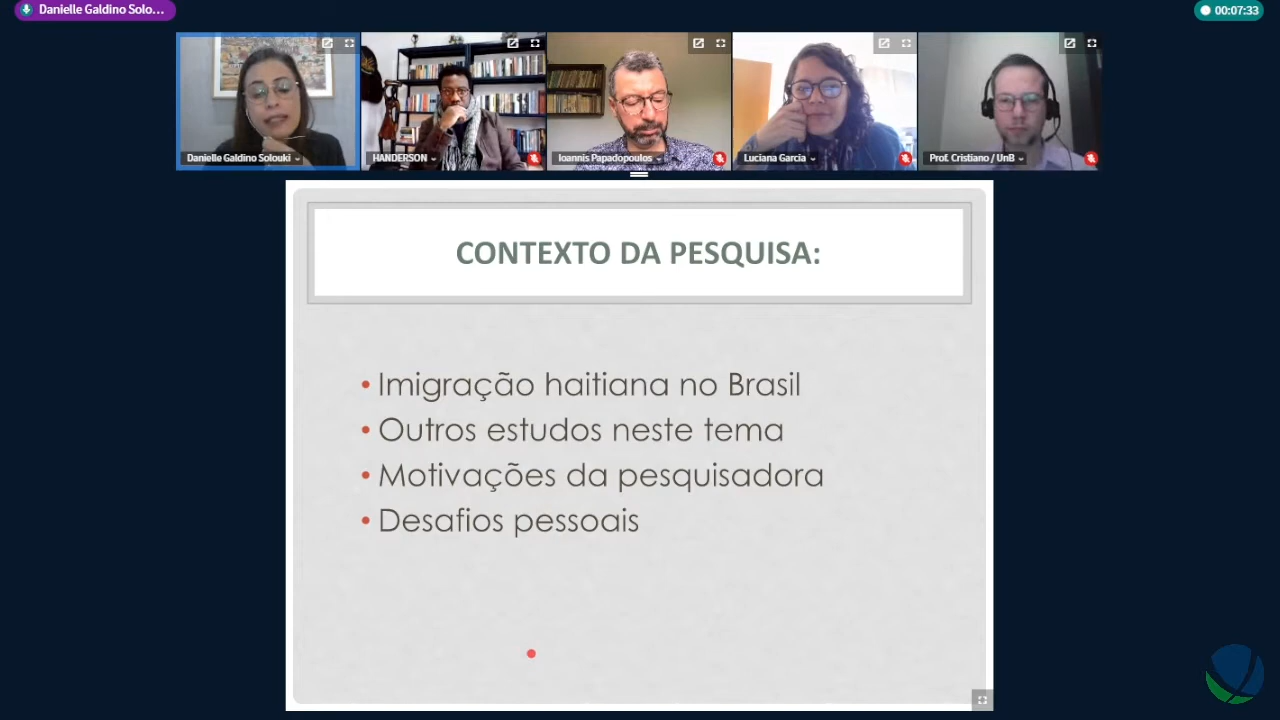 Danielle Galdino Solo...
00:07:33
Danielle Galdino Solouki
HANDERSON
Ioannis Papadopoulos
Luciana Garcia
Prof. Cristiano / UnB
CONTEXTO DA PESQUISA:
• Imigração haitiana no Brasil
• Outros estudos neste tema
• Motivações da pesquisadora
• Desafios pessoais